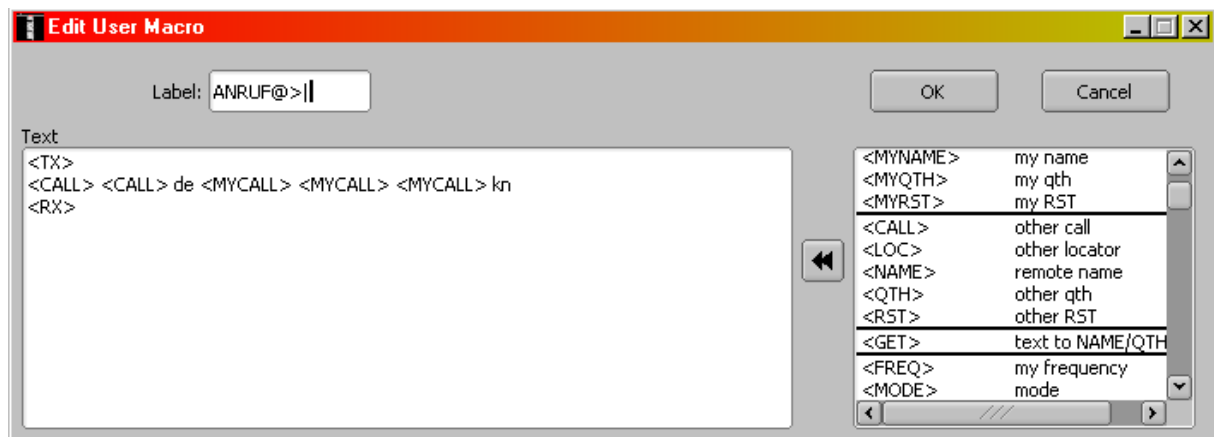 Edit User Macro
Label: ANRUF@>|
OK
Cancel
Text
<TX>
<CALL> <CALL> de <MYCALL> <MYCALL> <MYCALL> kn
<RX>
<MYNAME> my name
<MYQTH> my qth
<MYRST> my RST
<CALL> other call
<LOC> other locator
<NAME> remote name
<QTH> other qth
<RST> other RST
<GET> text to NAME/QTH
<FREQ> my frequency
<MODE> mode